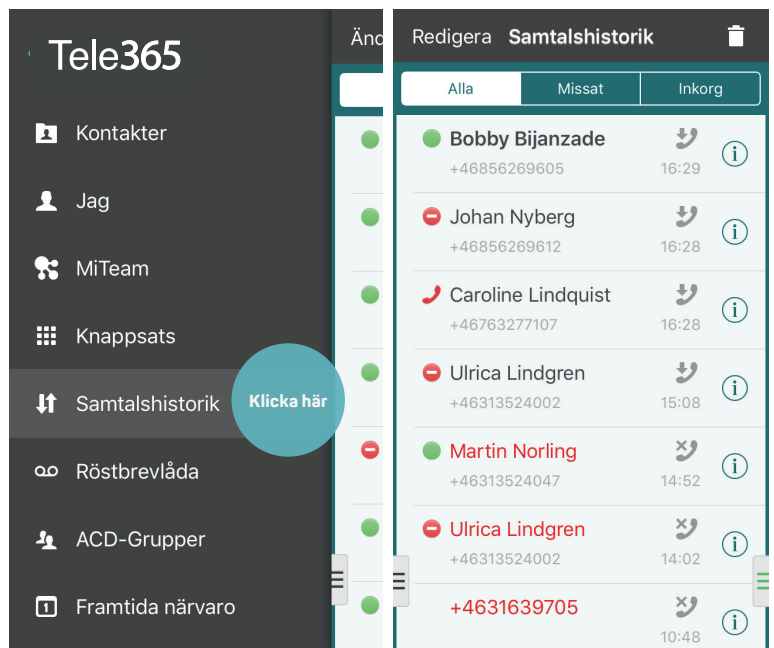 Tele365
Kontakter
Jag
MiTeam
Knappsats
Samtalshistorik
Klicka här
Röstbrevlåda
ACD-Grupper
1
Framtida närvaro
Änd
Redigera Samtalshistorik
Alla Missat Inkorg
Bobby Bijanzade
+46856269605 16:29
Johan Nyberg
+46856269612 16:28
Caroline Lindquist
+46763277107 16:28
Ulrica Lindgren
+46313524002 15:08
Martin Norling
+46313524047 14:52
Ulrica Lindgren
+46313524002 14:02
+4631639705
10:48